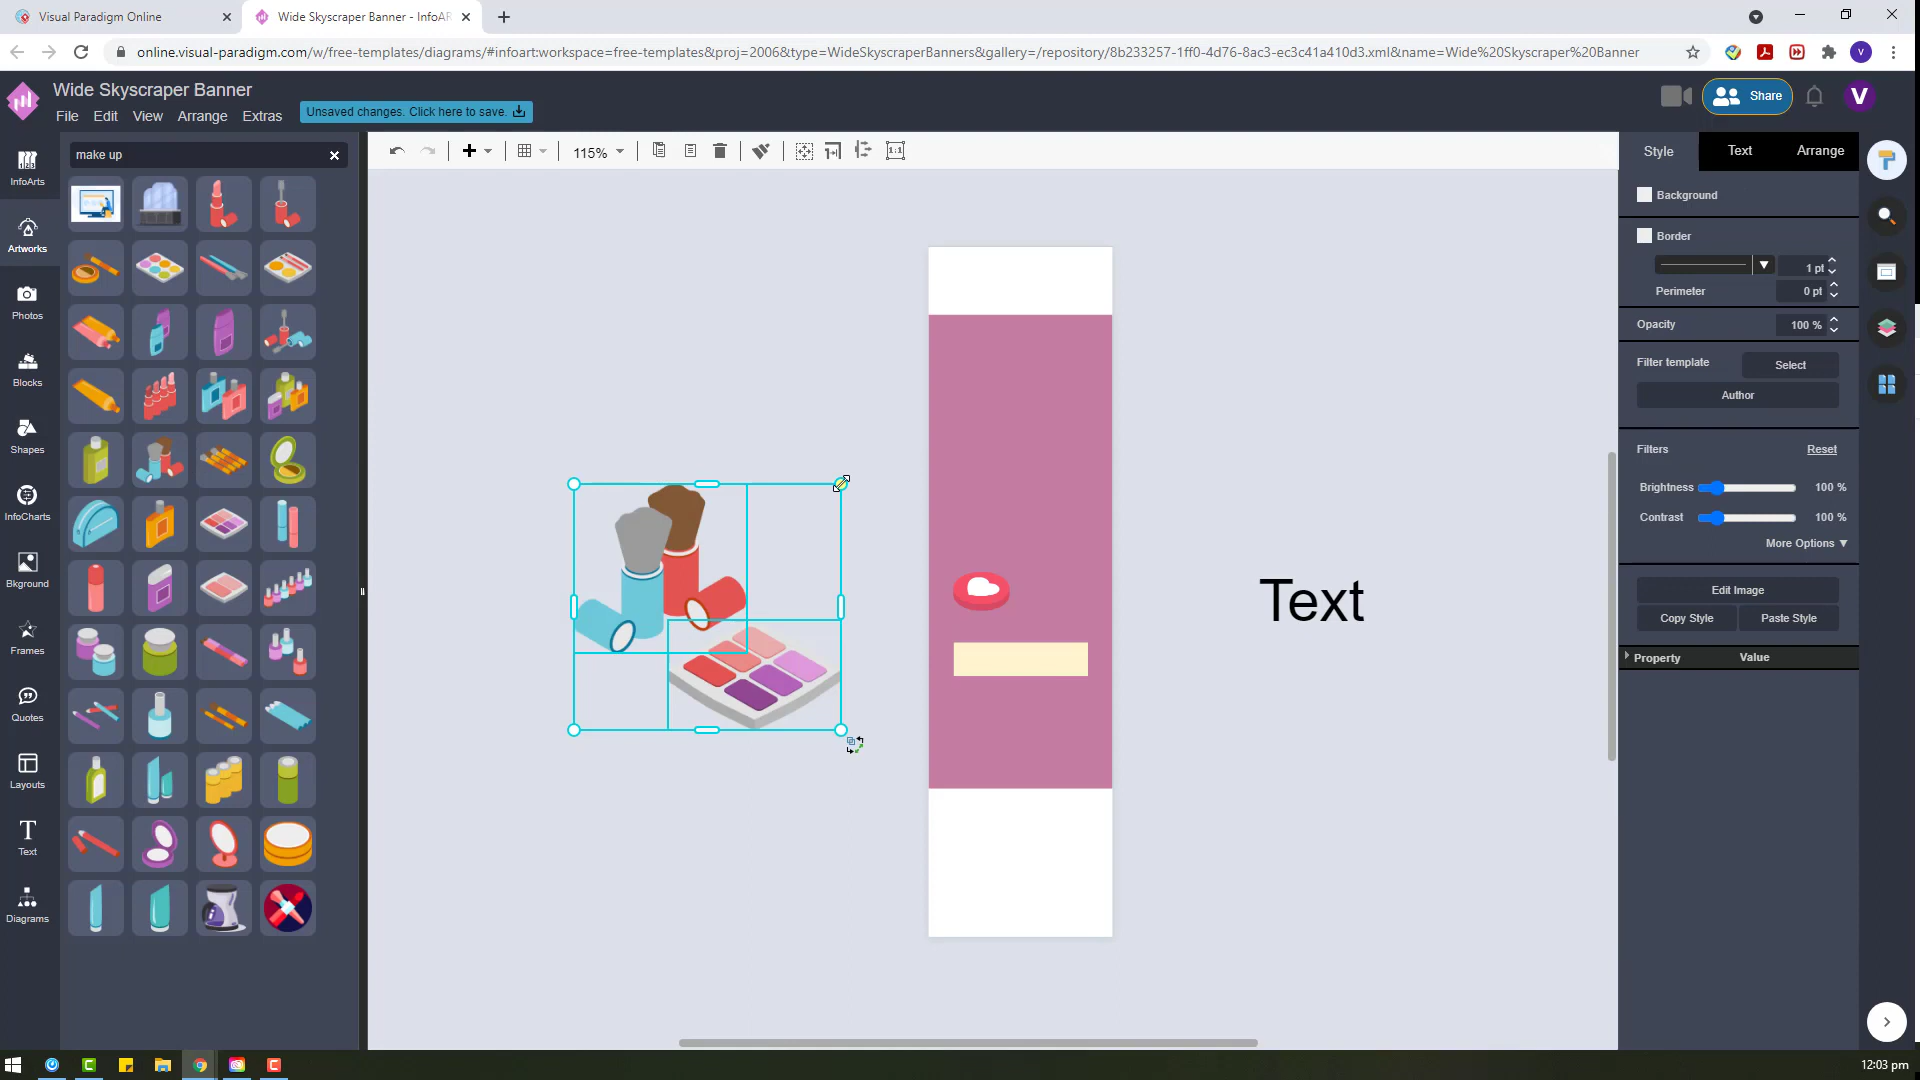 Visual Paradigm Online
Wide Skyscraper Banner - InfoAR
online.visual-paradigm.com/w/free-templates/diagrams/#infoart:workspace=free-templates&proj=2006&type=WideSkyscraperBanners&gallery=/repository/8b233257-1ff0-4d76-8ac3-ec3c41a410d3.xml&name=Wide%20Skyscraper%20Banner
V
Wide Skyscraper Banner
File Edit View Arrange Extras
Unsaved changes. Click here to save.
Share
V
InfoArts
Artworks
Photos
Blocks
Shapes
InfoCharts
Bkground
Frames
Quotes
Layouts
Text
Diagrams
make up
115%
1:1
Text
Style Text Arrange
Background
Border
1 pt
Perimeter 0 pt
Opacity 100 %
Filter template Select
Author
Filters Reset
Brightness 100 %
Contrast 100 %
More Options ▼
Edit Image
Copy Style Paste Style
Property Value
12:03 pm